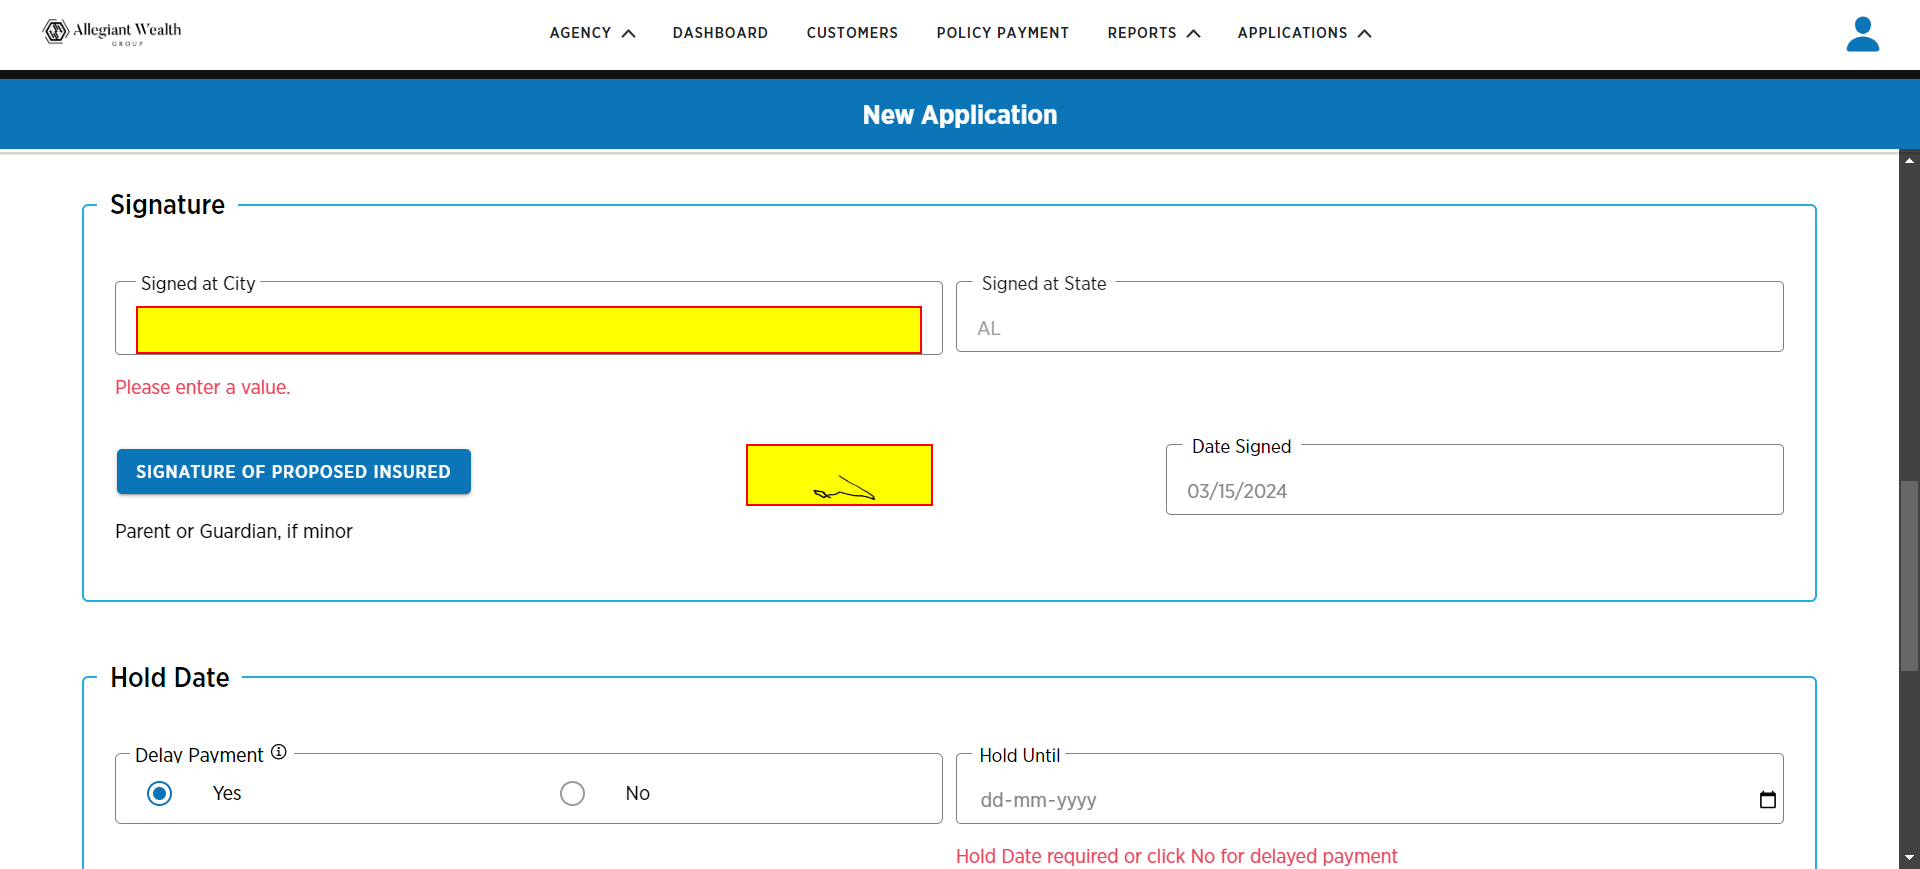 Allegiant Wealth
GROUP
AGENCY DASHBOARD CUSTOMERS POLICY PAYMENT REPORTS APPLICATIONS
New Application
Signature
Signed at City
Signed at State
AL
Please enter a value.
SIGNATURE OF PROPOSED INSURED
Date Signed
03/15/2024
Parent or Guardian, if minor
Hold Date
Delay Payment
Yes No
Hold Until
dd-mm-yyyy
Hold Date required or click No for delayed payment